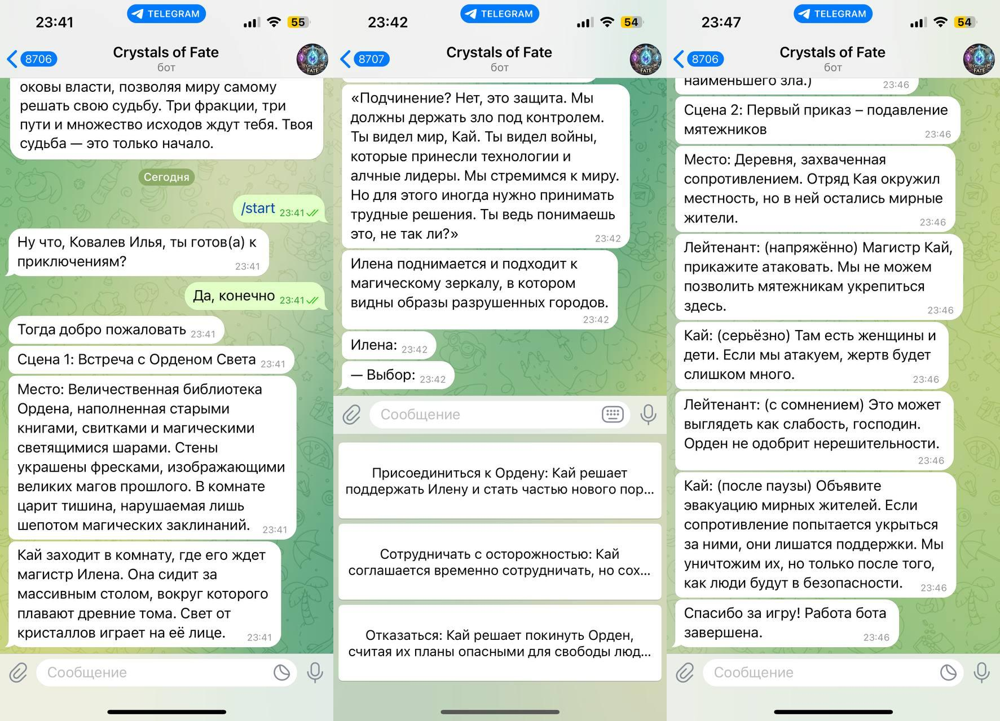 23:41
TELEGRAM
55
8706
Crystals of Fate
бот
CRYSTALS OF
FATE
оковы власти, позволяя миру самому
решать свою судьбу. Три фракции, три
пути и множество исходов ждут тебя. Твоя
судьба — это только начало.
Сегодня
/start 23:41
Ну что, Ковалев Илья, ты готов(а) к
приключениям? 23:41
Да, конечно 23:41
Тогда добро пожаловать 23:41
Сцена 1: Встреча с Орденом Света 23:41
Место: Величественная библиотека
Ордена, наполненная старыми
книгами, свитками и магическими
светящимися шарами. Стены
украшены фресками, изображающими
великих магов прошлого. В комнате
царит тишина, нарушаемая лишь
шепотом магических заклинаний. 23:41
Кай заходит в комнату, где его ждет
магистр Илена. Она сидит за
массивным столом, вокруг которого
плавают древние тома. Свет от
кристаллов играет на её лице. 23:41
Сообщение
23:42
TELEGRAM
54
8707
Crystals of Fate
бот
CRYSTALS OF
FATE
«Подчинение? Нет, это защита. Мы
должны держать зло под контролем.
Ты видел мир, Кай. Ты видел войны,
которые принесли технологии и
алчные лидеры. Мы стремимся к миру.
Но для этого иногда нужно принимать
трудные решения. Ты ведь понимаешь
это, не так ли?» 23:42
Илена поднимается и подходит к
магическому зеркалу, в котором
видны образы разрушенных городов.
23:42
Илена: 23:42
— Выбор: 23:42
Сообщение
Присоединиться к Ордену: Кай решает
поддержать Илену и стать частью нового пор...
Сотрудничать с осторожностью: Кай
соглашается временно сотрудничать, но сох...
Отказаться: Кай решает покинуть Орден,
считая их планы опасными для свободы люд...
23:47
TELEGRAM
54
8706
Crystals of Fate
бот
CRYSTALS OF
FATE
наименьшего зла.) 23:46
Сцена 2: Первый приказ – подавление
мятежников 23:46
Место: Деревня, захваченная
сопротивлением. Отряд Кая окружил
местность, но в ней остались мирные
жители. 23:46
Лейтенант: (напряжённо) Магистр Кай,
прикажите атаковать. Мы не можем
позволить мятежникам укрепиться
здесь. 23:46
Кай: (серьёзно) Там есть женщины и
дети. Если мы атакуем, жертв будет
слишком много. 23:46
Лейтенант: (с сомнением) Это может
выглядеть как слабость, господин.
Орден не одобрит нерешительности.
23:46
Кай: (после паузы) Объявите
эвакуацию мирных жителей. Если
сопротивление попытается укрыться
за ними, они лишатся поддержки. Мы
уничтожим их, но только после того,
как люди будут в безопасности. 23:46
Спасибо за игру! Работа бота
завершена. 23:46
Сообщение